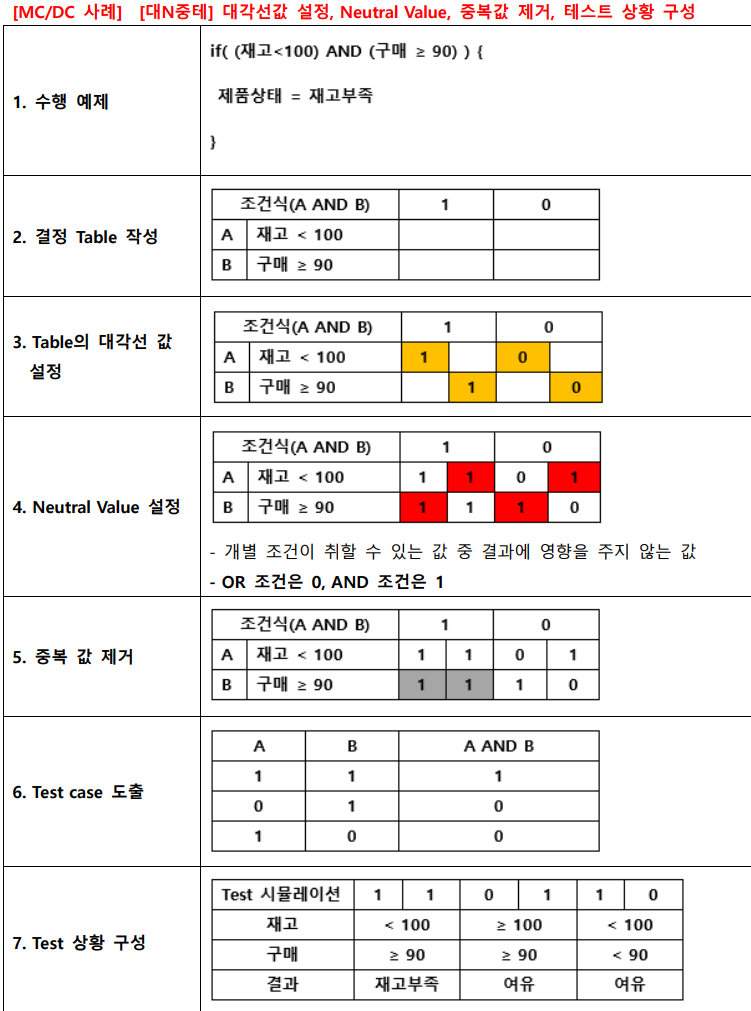 [MC/DC 사례] [대N중테] 대각선값 설정, Neutral Value, 중복값 제거, 테스트 상황 구성
1. 수행 예제
if( (재고<100) AND (구매 ≥ 90) ) {
제품상태 = 재고부족
}
2. 결정 Table 작성
조건식(A AND B) 1 0
A 재고 < 100
B 구매 ≥ 90
3. Table의 대각선 값
설정
조건식(A AND B) 1 0
A 재고 < 100 1 0
B 구매 ≥ 90 1 0
4. Neutral Value 설정
조건식(A AND B) 1 0
A 재고 < 100 1 1 0 1
B 구매 ≥ 90 1 1 1 0
- 개별 조건이 취할 수 있는 값 중 결과에 영향을 주지 않는 값
- OR 조건은 0, AND 조건은 1
5. 중복 값 제거
조건식(A AND B) 1 0
A 재고 < 100 1 1 0 1
B 구매 ≥ 90 1 1 1 0
6. Test case 도출
A B A AND B
1 1 1
0 1 0
1 0 0
7. Test 상황 구성
Test 시뮬레이션 1 1 0 1 1 0
재고 < 100 ≥ 100 < 100
구매 ≥ 90 ≥ 90 < 90
결과 재고부족 여유 여유